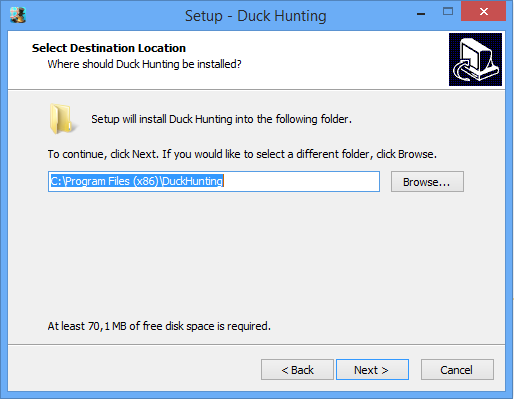 Setup - Duck Hunting
Select Destination Location
Where should Duck Hunting be installed?
Setup will install Duck Hunting into the following folder.
To continue, click Next. If you would like to select a different folder, click Browse.
C:\Program Files (x86)\DuckHunting
Browse...
At least 70,1 MB of free disk space is required.
< Back
Next >
Cancel